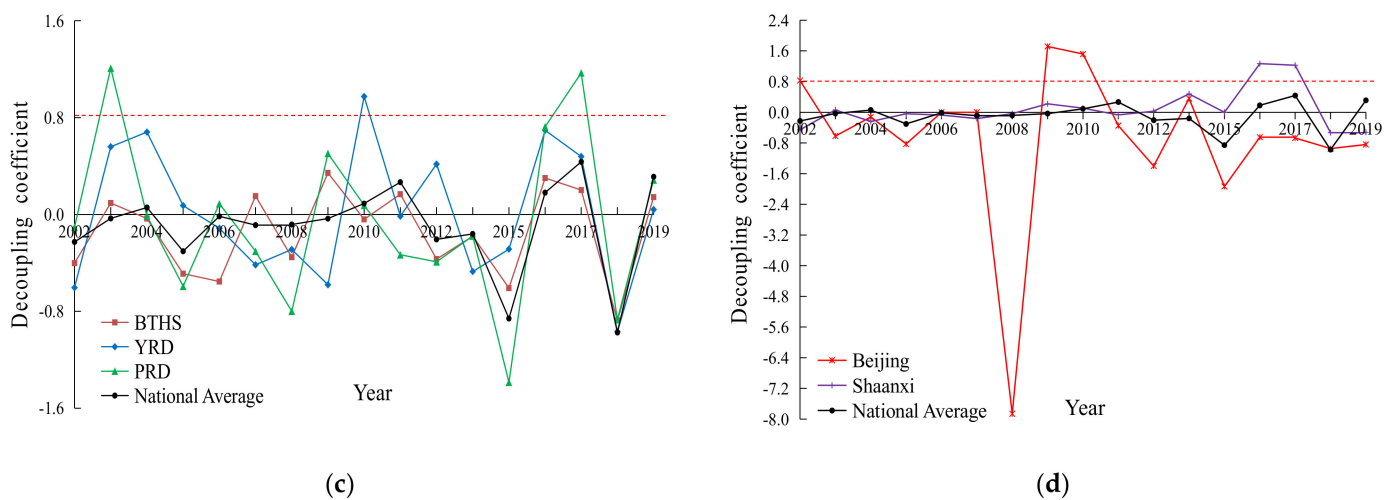 1.6
0.8
0.0
-0.8
-1.6
Decoupling coefficient
2002 2004 2006 2008 2010 2012 2015 2017 2019
BTHS
YRD
PRD
National Average
Year
(c)
2.4
1.6
0.8
0.0
-0.8
-1.6
-2.4
-3.2
-4.0
-4.8
-5.6
-6.4
-7.2
-8.0
Decoupling coefficient
2002 2004 2006 2008 2010 2012 2015 2017 2019
Beijing
Shaanxi
National Average
Year
(d)